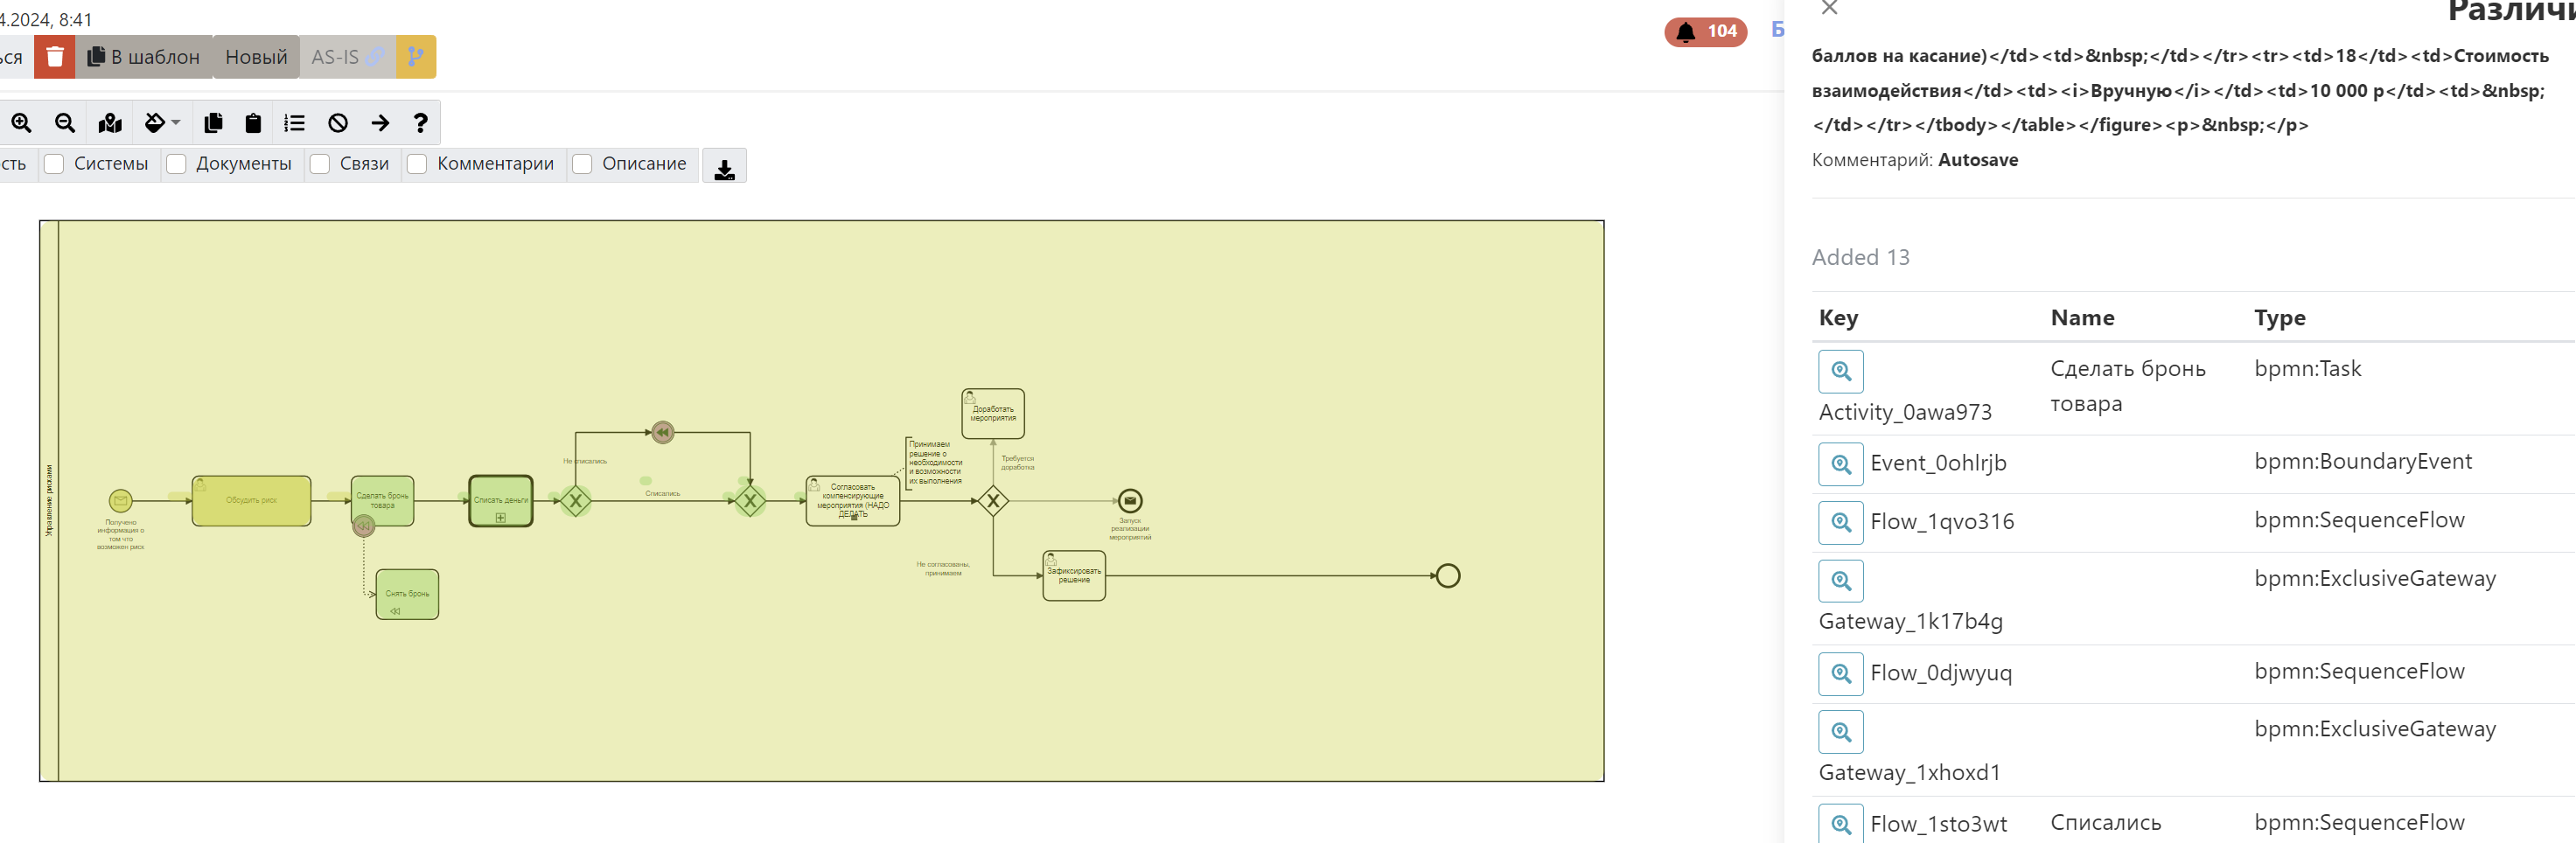 4.2024, 8:41
ься
В шаблон
Новый
AS-IS
104
Б
сть
Системы
Документы
Связи
Комментарии
Описание
Управление рисками
Получено
информация о
том что
возможен риск
Обсудить риск
Сделать бронь
товара
Снять бронь
Списать деньги
Не списались
Списались
Согласовать
компенсирующие
мероприятия (НАДО
ДЕЛАТЬ
Принимаем
решение о
необходимости
и возможности
их выполнения
Доработать
мероприятия
Требуется
доработка
Запуск
реализации
мероприятий
Не согласованы,
принимаем
Зафиксировать
решение
Различи
баллов на касание)</td><td>&nbsp;</td></tr><tr><td>18</td><td>Стоимость
взаимодействия</td><td><i>Вручную</i></td><td>10 000 р</td><td>&nbsp;
</td></tr></tbody></table></figure><p>&nbsp;</p>
Комментарий: Autosave
Added 13
Key Name Type
Activity_0awa973 Сделать бронь товара bpmn:Task
Event_0ohlrjb bpmn:BoundaryEvent
Flow_1qvo316 bpmn:SequenceFlow
Gateway_1k17b4g bpmn:ExclusiveGateway
Flow_0djwyuq bpmn:SequenceFlow
Gateway_1xhoxd1 bpmn:ExclusiveGateway
Flow_1sto3wt Списались bpmn:SequenceFlow